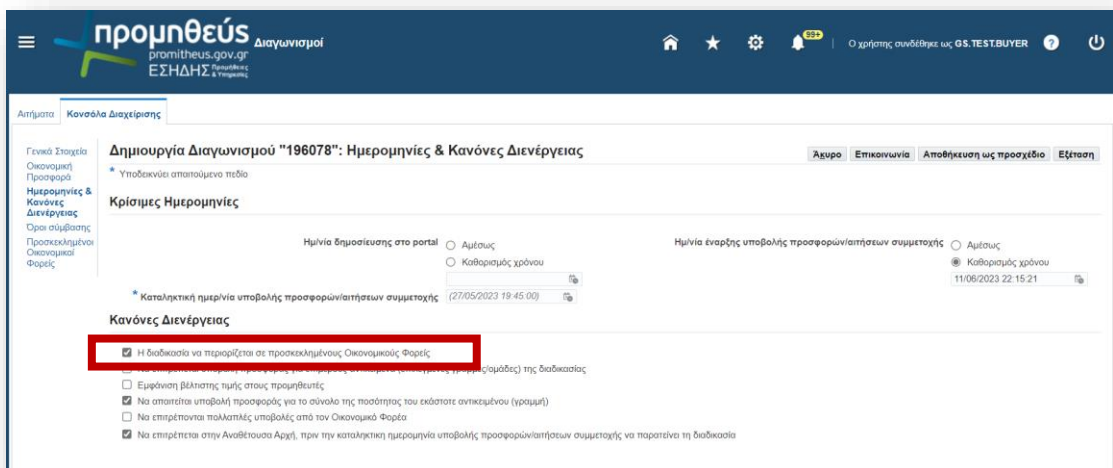 προμηθεύς Διαγωνισμοί
promitheus.gov.gr
ΕΣΗΔΗΣ Προμήθειες & Υπηρεσίες
99+ | Ο χρήστης συνδέθηκε ως GS.TEST.BUYER ?
Αιτήματα Κονσόλα Διαχείρισης
Γενικά Στοιχεία
Οικονομική Προσφορά
Ημερομηνίες & Κανόνες Διενέργειας
Όροι σύμβασης
Προσκεκλημένοι Οικονομικοί Φορείς
Δημιουργία Διαγωνισμού "196078": Ημερομηνίες & Κανόνες Διενέργειας
Άκυρο Επικοινωνία Αποθήκευση ως προσχέδιο Εξέταση
* Υποδεικνύει απαιτούμενο πεδίο
Κρίσιμες Ημερομηνίες
Ημ/νία δημοσίευσης στο portal Αμέσως
Καθορισμός χρόνου
Ημ/νία έναρξης υποβολής προσφορών/αιτήσεων συμμετοχής Αμέσως
Καθορισμός χρόνου
11/06/2023 22:15:21
* Καταληκτική ημερ/νία υποβολής προσφορών/αιτήσεων συμμετοχής (27/05/2023 19:45:00)
Κανόνες Διενέργειας
Η διαδικασία να περιορίζεται σε προσκεκλημένους Οικονομικούς Φορείς
της διαδικασίας
Εμφάνιση βέλτιστης τιμής στους προμηθευτές
Να απαιτείται υποβολή προσφοράς για το σύνολο της ποσότητας του εκάστοτε αντικειμένου (γραμμή)
Να επιτρέπονται πολλαπλές υποβολές από τον Οικονομικό Φορέα
Να επιτρέπεται στην Αναθέτουσα Αρχή, πριν την καταληκτικη ημερομηνία υποβολής προσφορών/αιτήσεων συμμετοχής να παρατείνει τη διαδικασία